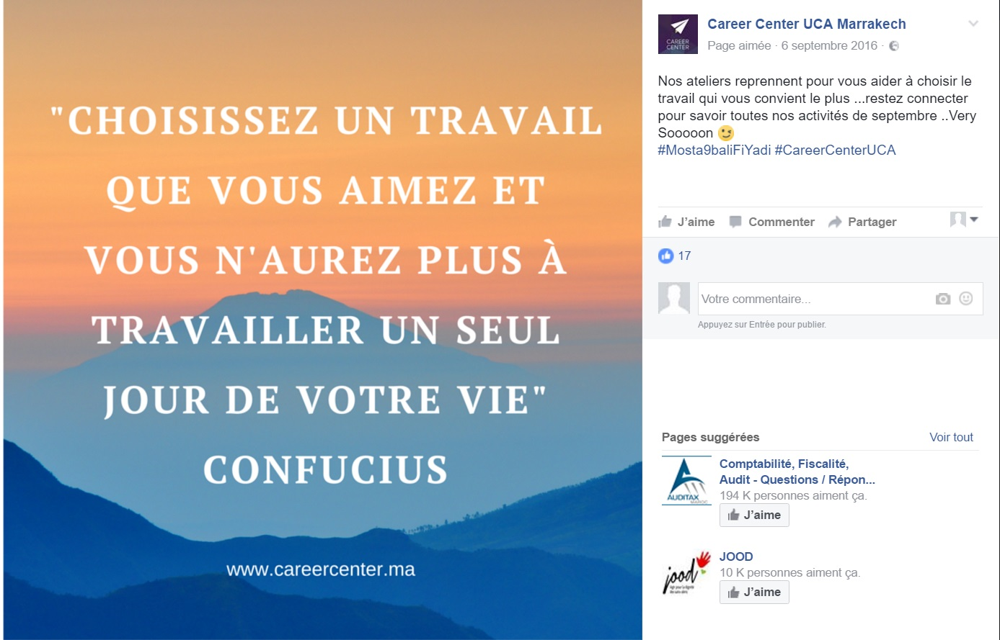 "CHOISISSEZ UN TRAVAIL
QUE VOUS AIMEZ ET
VOUS N'AUREZ PLUS À
TRAVAILLER UN SEUL
JOUR DE VOTRE VIE"
CONFUCIUS
www.careercenter.ma
CAREER
CENTER
Career Center UCA Marrakech
Page aimée · 6 septembre 2016 ·
Nos ateliers reprennent pour vous aider à choisir le
travail qui vous convient le plus ...restez connecter
pour savoir toutes nos activités de septembre ..Very
Sooooon 😉
#Mosta9baliFiYadi #CareerCenterUCA
J’aime Commenter Partager
17
Votre commentaire...
Appuyez sur Entrée pour publier.
Pages suggérées Voir tout
AUDITAX
MAROC
Comptabilité, Fiscalité,
Audit - Questions / Répon...
194 K personnes aiment ça.
J’aime
jood
JOOD
10 K personnes aiment ça.
J’aime